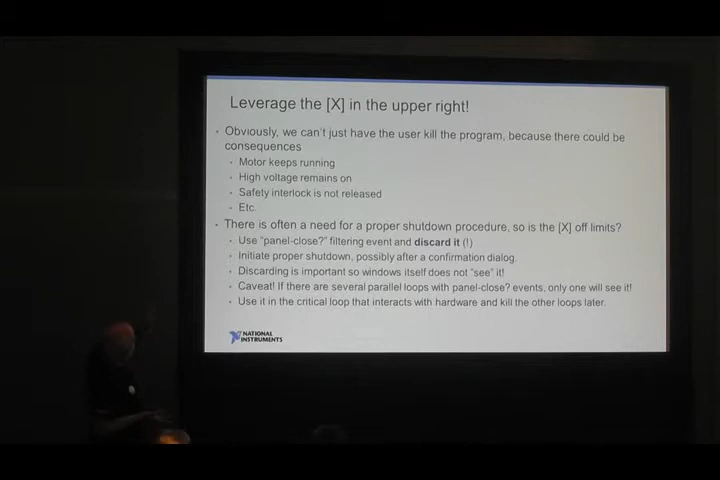 Leverage the [X] in the upper right!
• Obviously, we can't just have the user kill the program, because there could be
consequences
• Motor keeps running
• High voltage remains on
• Safety interlock is not released
• Etc.
• There is often a need for a proper shutdown procedure, so is the [X] off limits?
• Use "panel-close?" filtering event and discard it (!)
• Initiate proper shutdown, possibly after a confirmation dialog.
• Discarding is important so windows itself does not "see" it!
• Caveat! If there are several parallel loops with panel-close? events, only one will see it!
• Use it in the critical loop that interacts with hardware and kill the other loops later.
NATIONAL
INSTRUMENTS